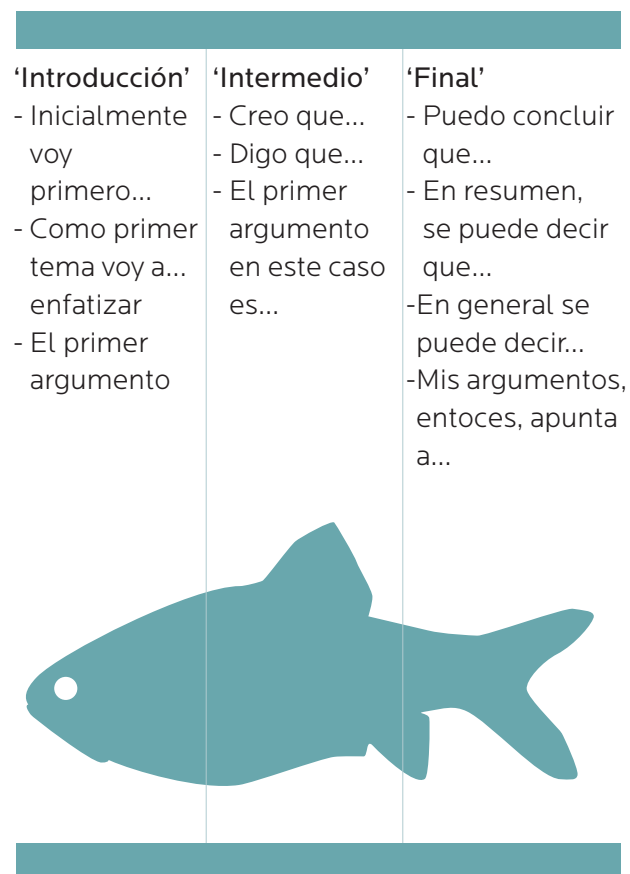 ‘Introducción’
- Inicialmente
voy
primero...
- Como primer
tema voy a...
enfatizar
- El primer
argumento
‘Intermedio’
- Creo que...
- Digo que...
- El primer
argumento
en este caso
es...
‘Final’
- Puedo concluir
que...
- En resumen,
se puede decir
que...
-En general se
puede decir...
-Mis argumentos,
entoces, apunta
a...